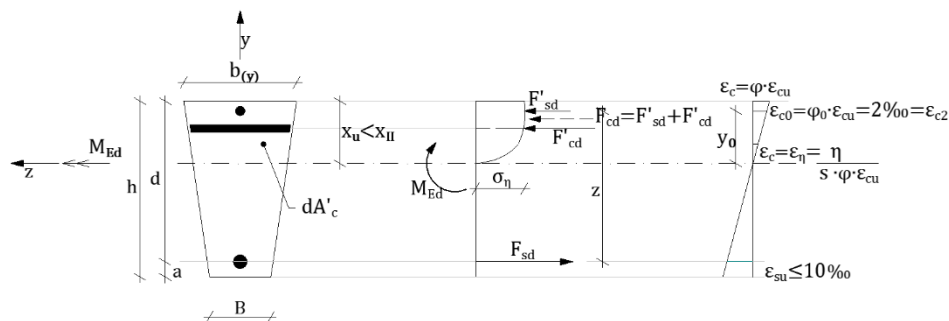 y
b(y)
εc=φ·εcu
F'sd
Fcd=F'sd+F'cd
εc0=φ0·εcu=2‰=εc2
xu<xII
F'cd
y0
MEd
εc=εη= η
z
d
MEd
ση
s ·φ·εcu
h
z
dA'c
Fsd
a
εsu≤10‰
B